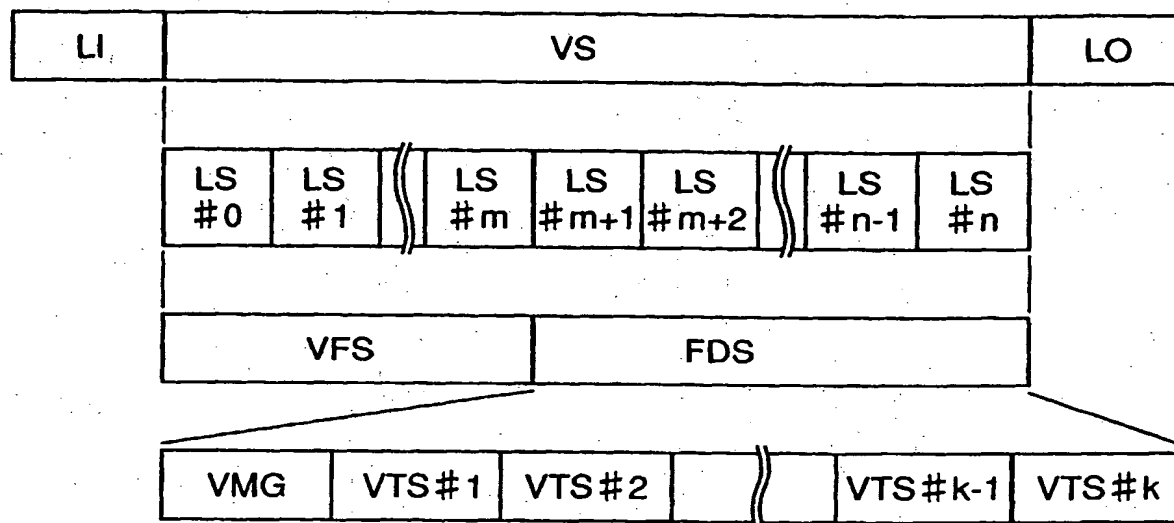 LI VS LO
LS LS LS LS LS LS LS
#0 #1 #m #m+1 #m+2 #n-1 #n
VFS FDS
VMG VTS#1 VTS#2 VTS#k-1 VTS#k